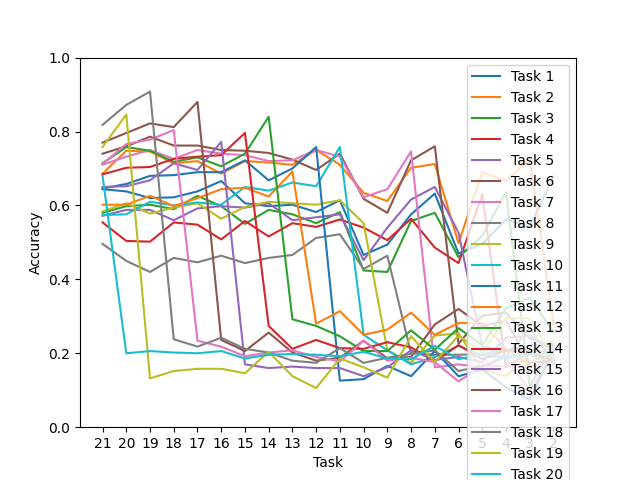 1.0
0.8
0.6
0.4
0.2
0.0
Accuracy
21 20 19 18 17 16 15 14 13 12 11 10 9 8 7 6 5 4 3 2
Task
Task 1
Task 2
Task 3
Task 4
Task 5
Task 6
Task 7
Task 8
Task 9
Task 10
Task 11
Task 12
Task 13
Task 14
Task 15
Task 16
Task 17
Task 18
Task 19
Task 20